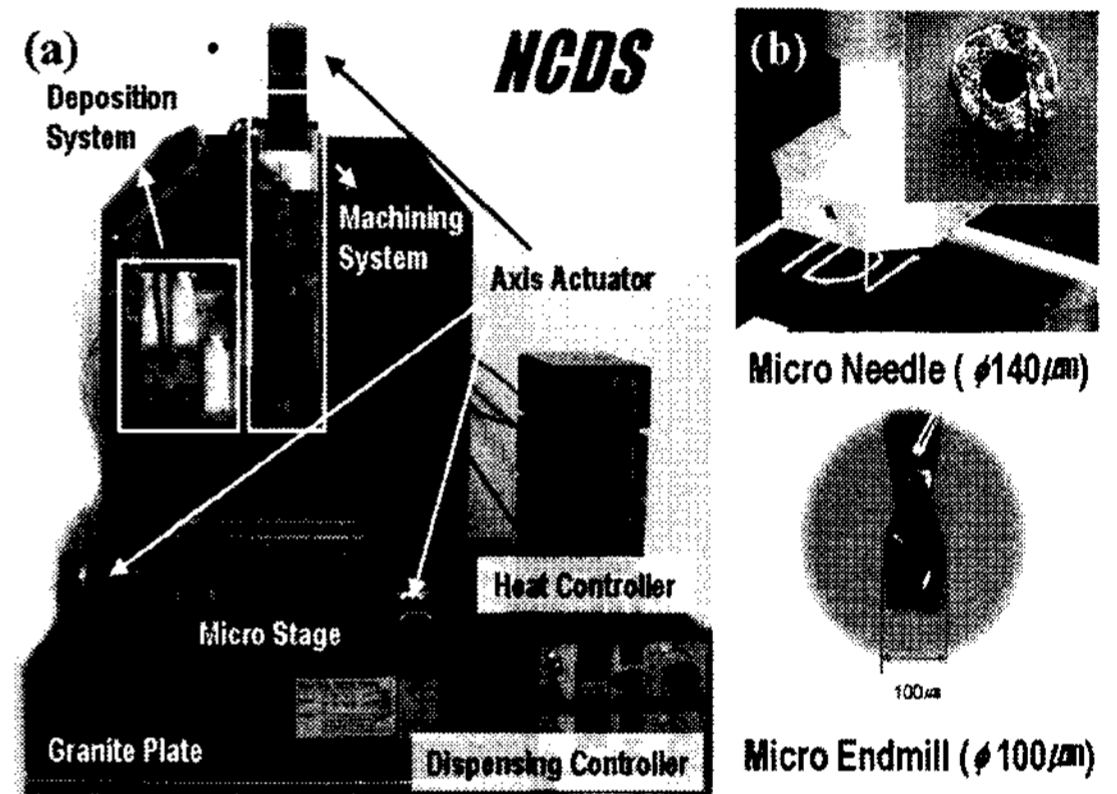 (a)
NCDS
Deposition
System
Machining
System
Axis Actuator
Heat Controller
Micro Stage
Granite Plate
Dispensing Controller
(b)
Micro Needle ( ϕ140㎛)
100㎛
Micro Endmill (ϕ100㎛)